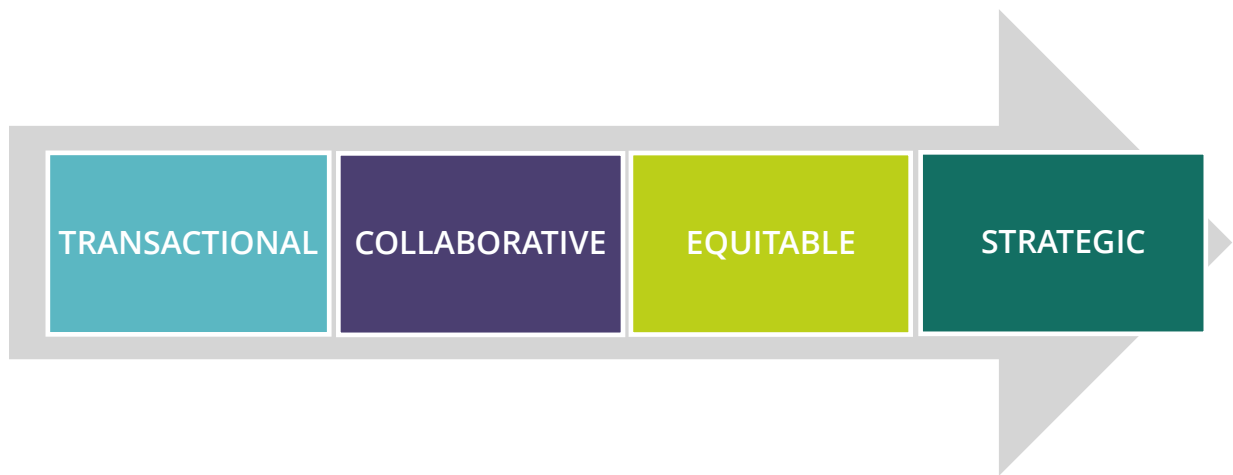 TRANSACTIONAL
COLLABORATIVE
EQUITABLE
STRATEGIC